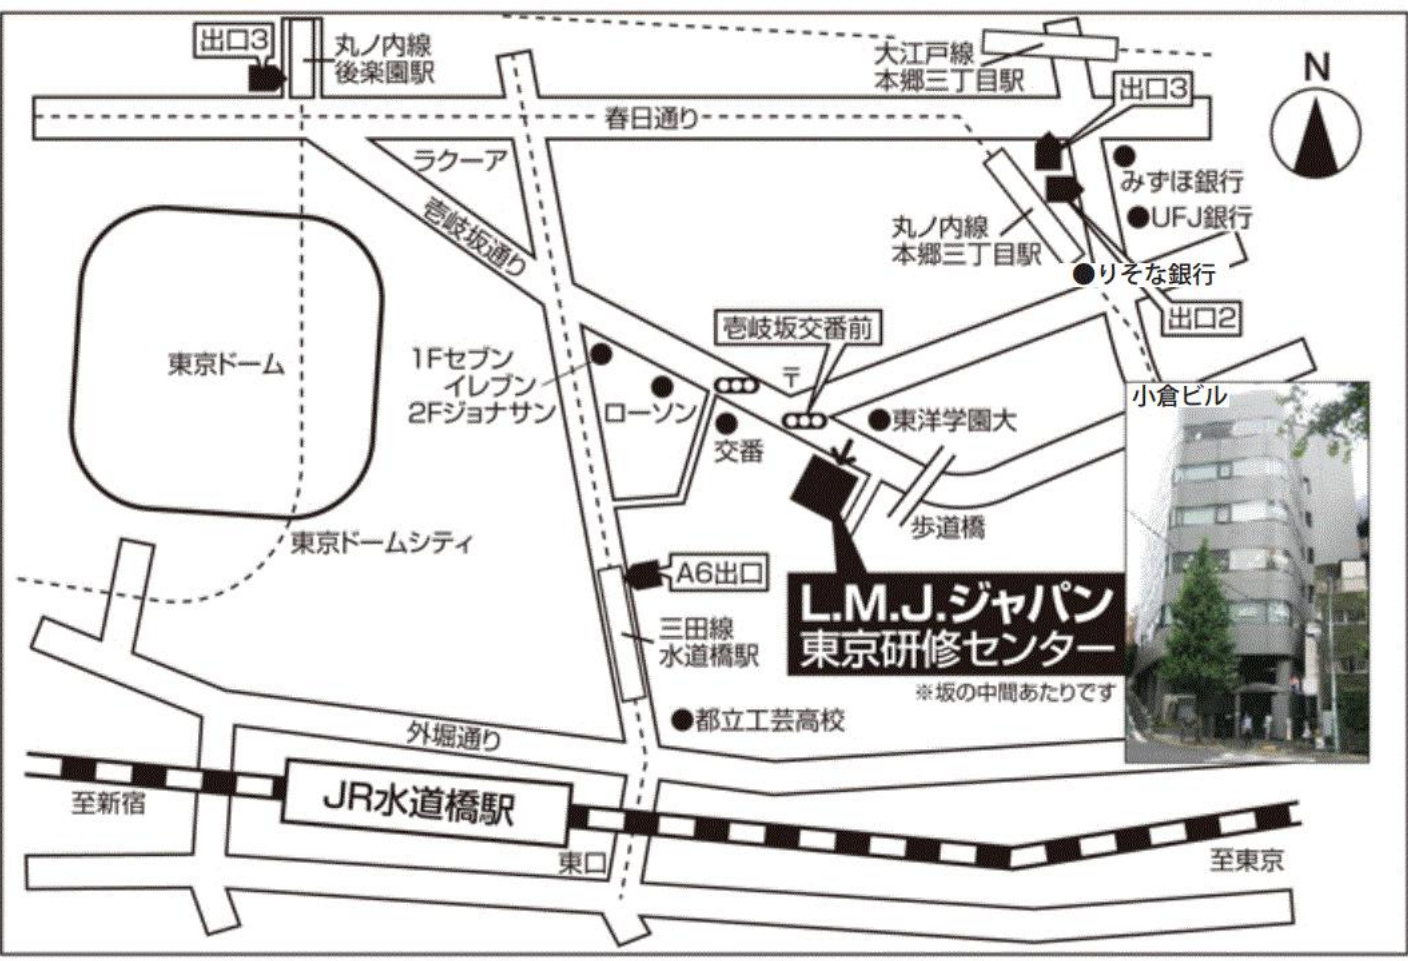 出口3
丸ノ内線
後楽園駅
大江戸線
本郷三丁目駅
出口3
N
春日通り
ラクーア
壱岐坂通り
みずほ銀行
UFJ銀行
丸ノ内線
本郷三丁目駅
りそな銀行
出口2
壱岐坂交番前
〒
東京ドーム
1Fセブン
イレブン
2Fジョナサン
ローソン
交番
東洋学園大
小倉ビル
歩道橋
東京ドームシティ
A6出口
L.M.J.ジャパン
東京研修センター
※坂の中間あたりです
三田線
水道橋駅
都立工芸高校
外堀通り
JR水道橋駅
至新宿
東口
至東京